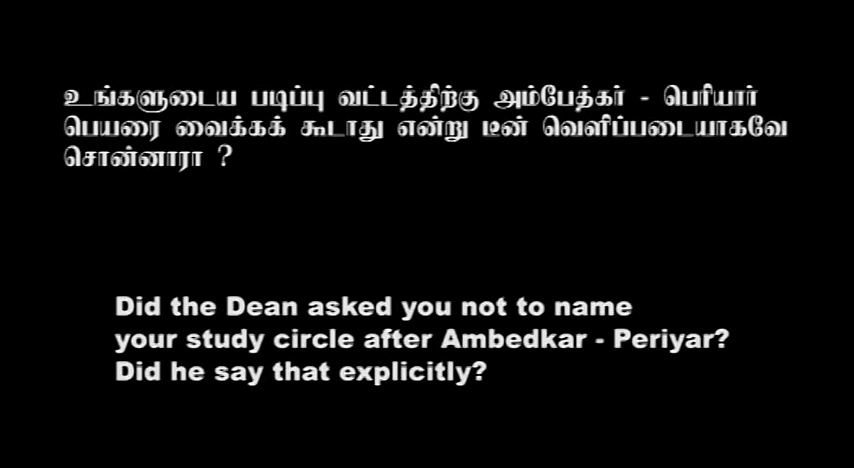 உங்களுடைய படிப்பு வட்டத்திற்கு அம்பேத்கர் - பெரியார்
பெயரை வைக்கக் கூடாது என்று டீன் வெளிப்படையாகவே
சொன்னாரா ?
Did the Dean asked you not to name
your study circle after Ambedkar - Periyar?
Did he say that explicitly?